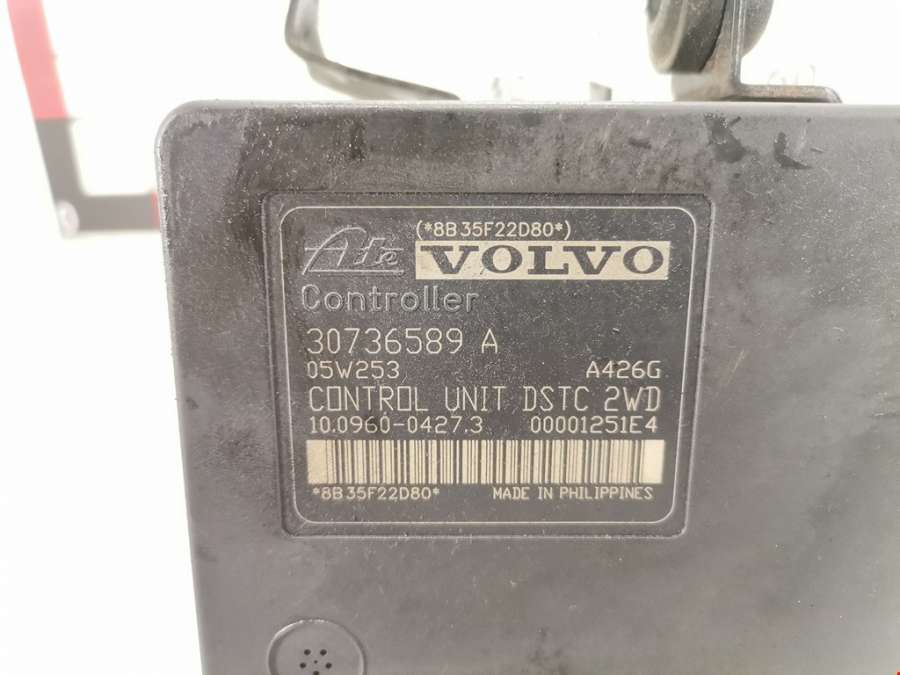 (*8B35F22D80*)
Ate VOLVO
Controller
30736589 A
05W253 A426G
CONTROL UNIT DSTC 2WD
10.0960-0427.3 00001251E4
*8B35F22D80* MADE IN PHILIPPINES